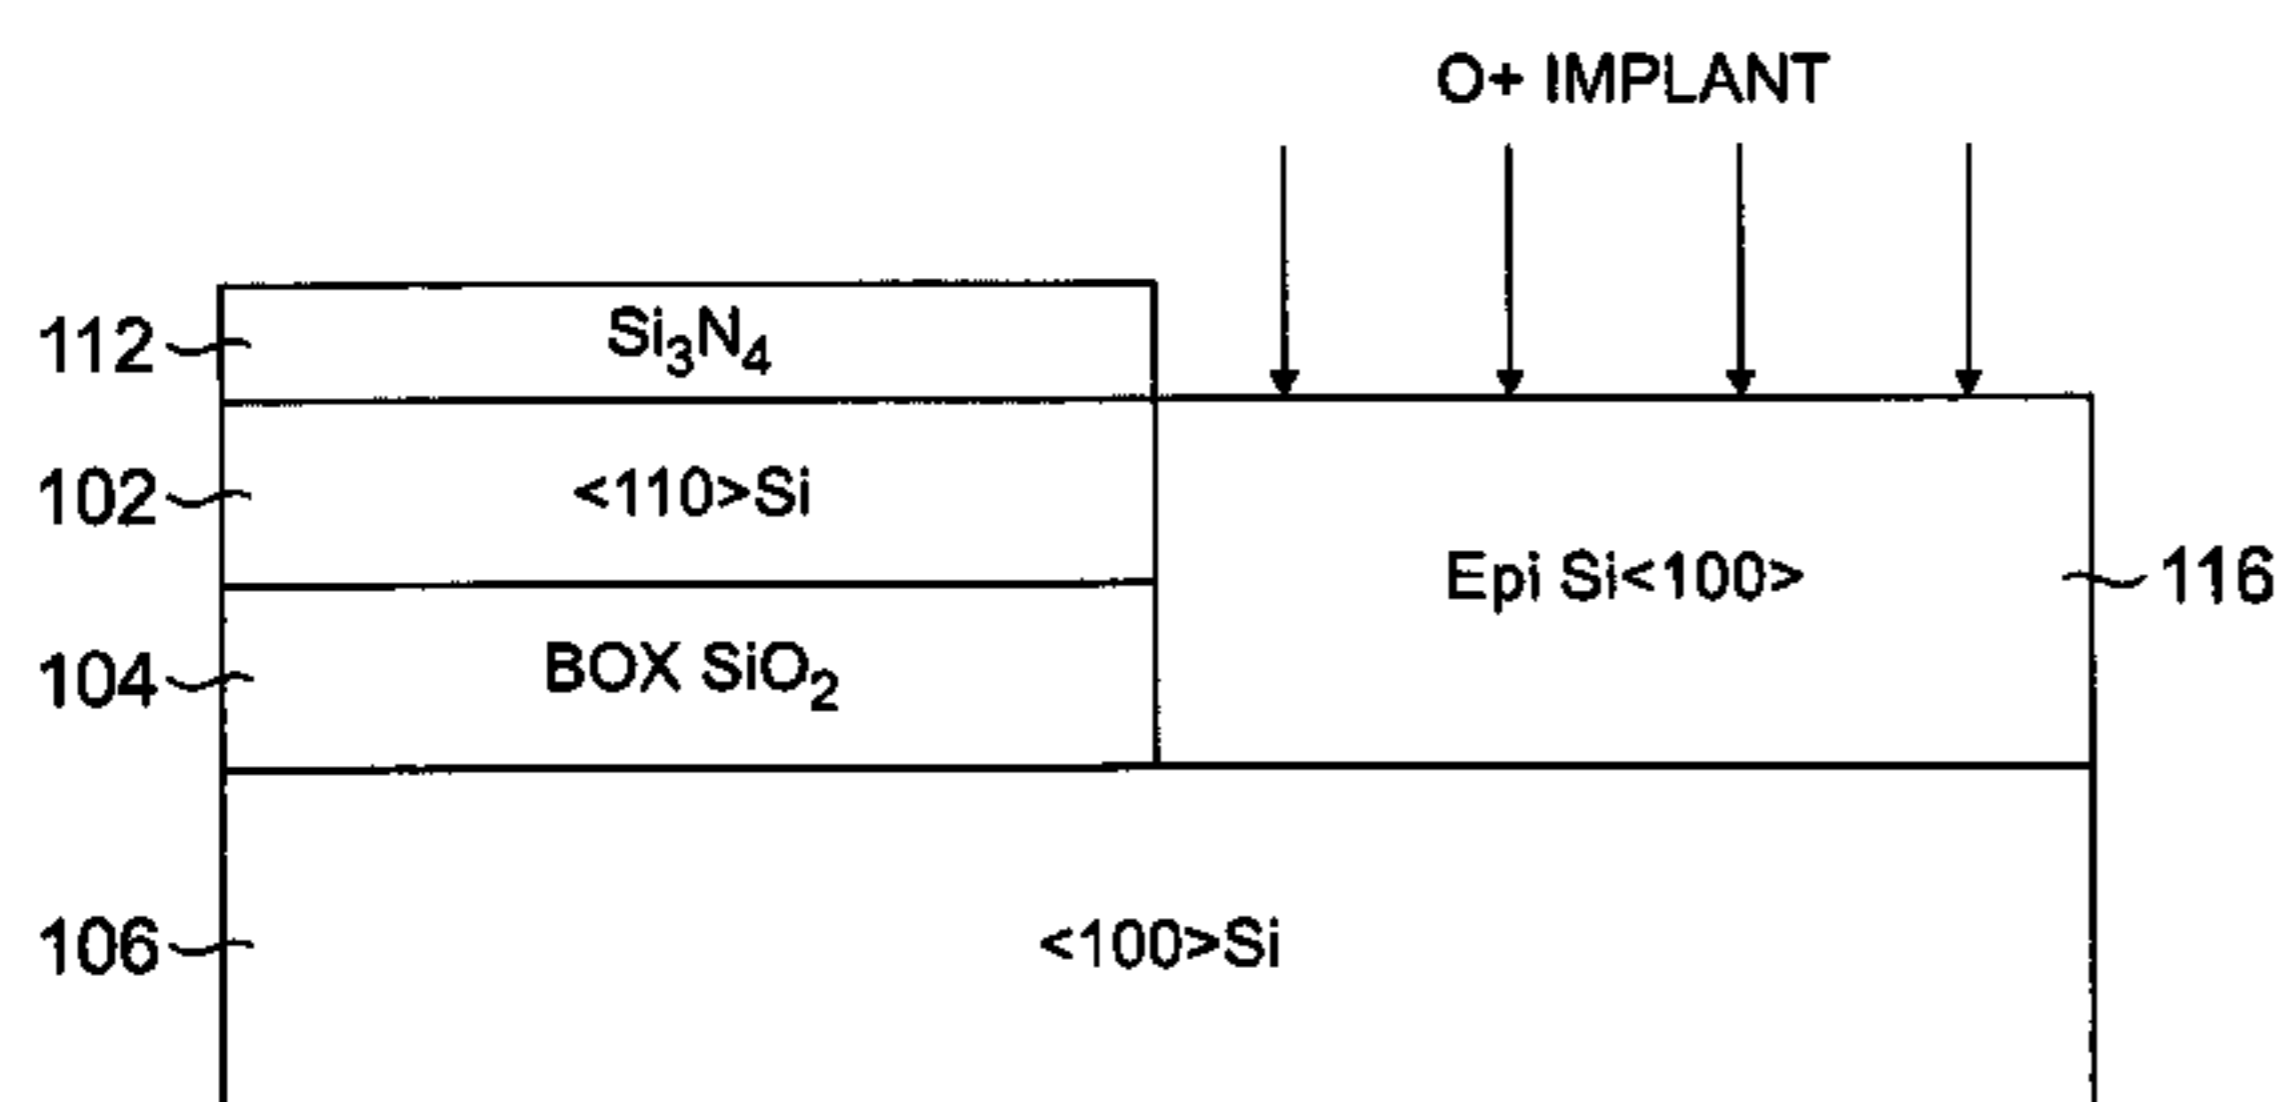 O+ IMPLANT
112
Si3N4
102
<110>Si
Epi Si<100>
116
104
BOX SiO2
106
<100>Si